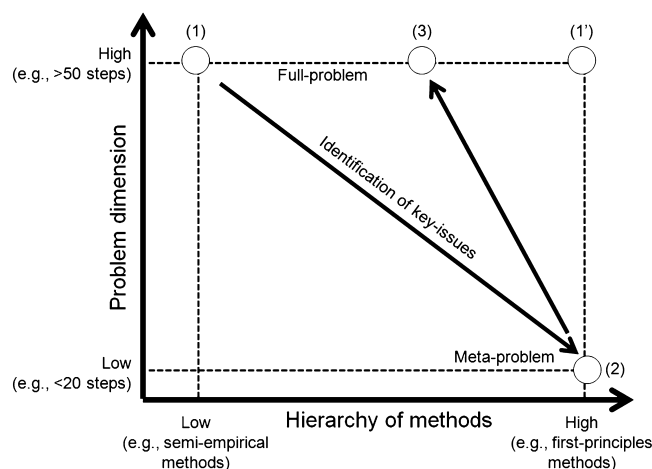 (1)
(3)
(1')
High
(e.g., >50 steps)
Full-problem
Identification of key-issues
Problem dimension
Low
(e.g., <20 steps)
Meta-problem
(2)
Hierarchy of methods
Low
(e.g., semi-empirical
methods)
High
(e.g., first-principles
methods)